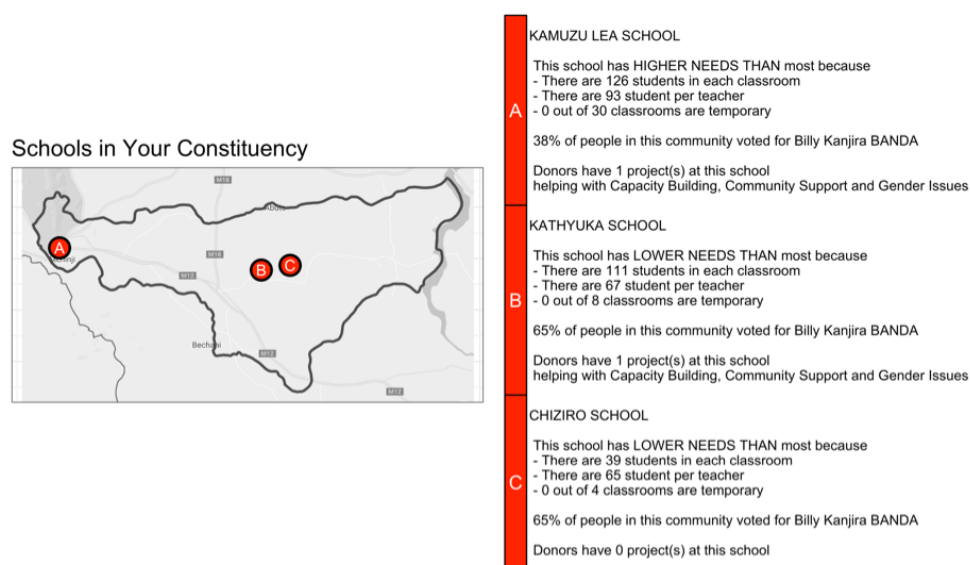 Schools in Your Constituency
M18
M18
M12
M12
M12
A
B
C
A
KAMUZU LEA SCHOOL
This school has HIGHER NEEDS THAN most because
- There are 126 students in each classroom
- There are 93 student per teacher
- 0 out of 30 classrooms are temporary
38% of people in this community voted for Billy Kanjira BANDA
Donors have 1 project(s) at this school
helping with Capacity Building, Community Support and Gender Issues
B
KATHYUKA SCHOOL
This school has LOWER NEEDS THAN most because
- There are 111 students in each classroom
- There are 67 student per teacher
- 0 out of 8 classrooms are temporary
65% of people in this community voted for Billy Kanjira BANDA
Donors have 1 project(s) at this school
helping with Capacity Building, Community Support and Gender Issues
C
CHIZIRO SCHOOL
This school has LOWER NEEDS THAN most because
- There are 39 students in each classroom
- There are 65 student per teacher
- 0 out of 4 classrooms are temporary
65% of people in this community voted for Billy Kanjira BANDA
Donors have 0 project(s) at this school